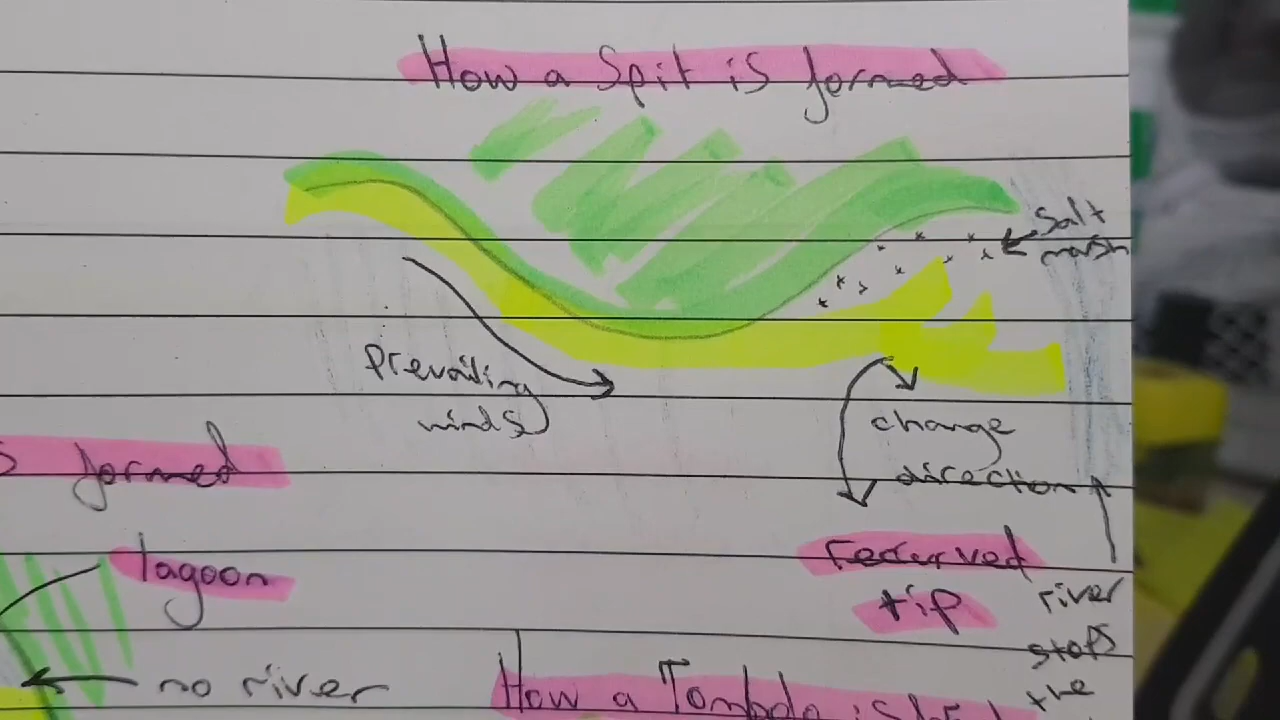 How a Spit is formed
Salt
marsh
Prevailing
winds
change
direction
recurved
tip
river
stops
the
s formed
lagoon
no river
How a Tombolo is